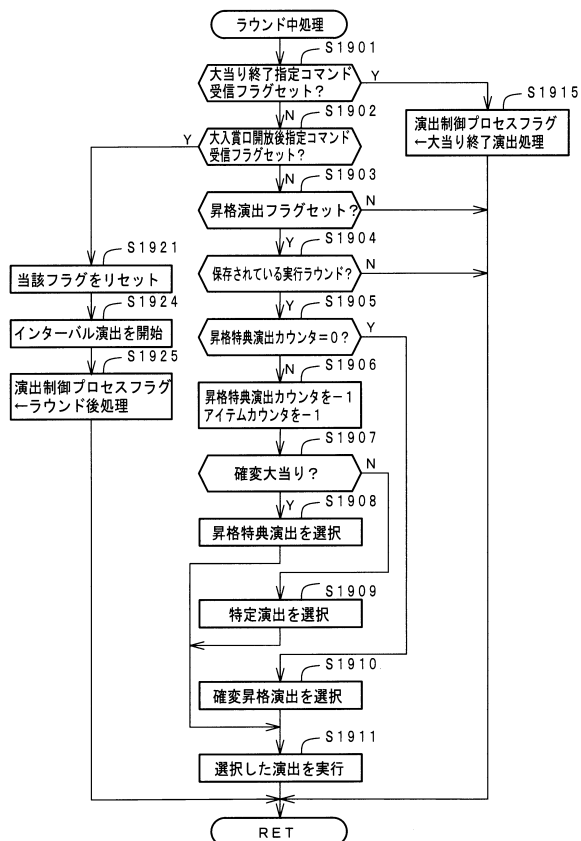 ラウンド中処理
S1901
大当り終了指定コマンド
受信フラグセット？
Y
N
S1915
演出制御プロセスフラグ
←大当り終了演出処理
S1902
大入賞口開放後指定コマンド
受信フラグセット？
Y
N
S1903
昇格演出フラグセット？
N
Y
S1904
保存されている実行ラウンド？
N
Y
S1921
当該フラグをリセット
S1924
インターバル演出を開始
S1925
演出制御プロセスフラグ
←ラウンド後処理
S1905
昇格特典演出カウンタ=0？
Y
N
S1906
昇格特典演出カウンタを−1
アイテムカウンタを−1
S1907
確変大当り？
N
Y
S1908
昇格特典演出を選択
S1909
特定演出を選択
S1910
確変昇格演出を選択
S1911
選択した演出を実行
RET